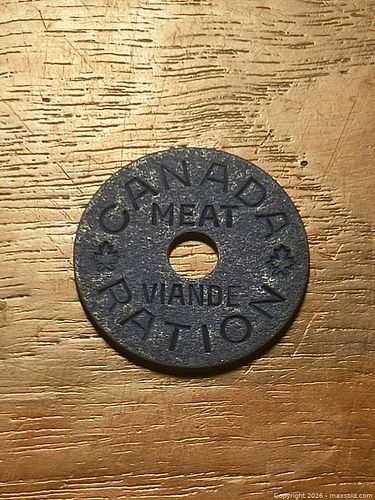 CANADA
MEAT
VIANDE
RATION
Copyright 2026 - maxsold.com